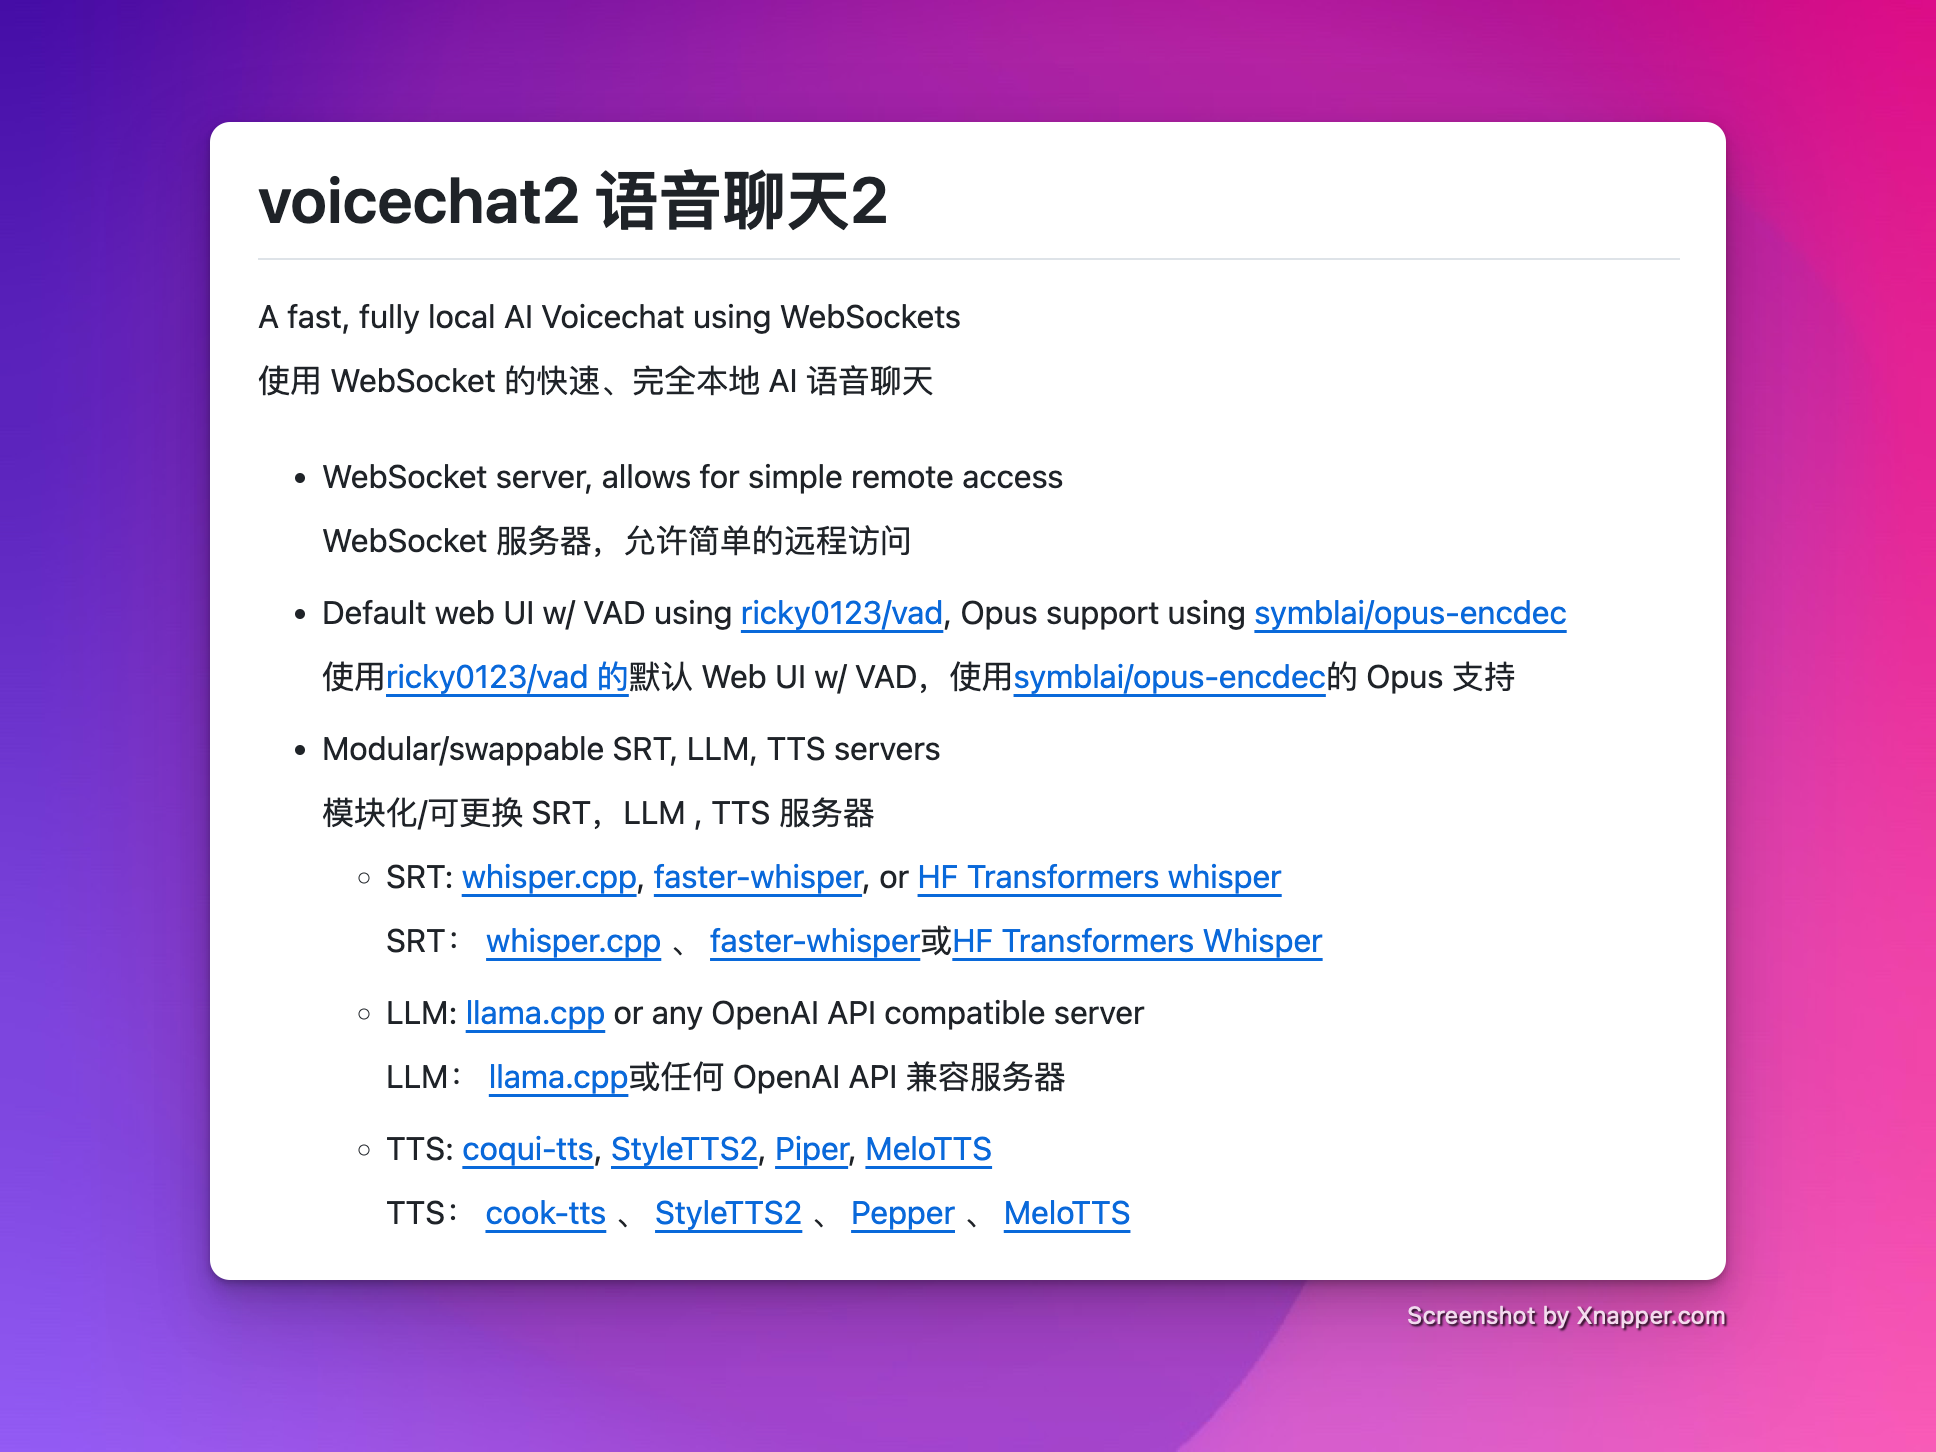 voicechat2 语音聊天2
A fast, fully local AI Voicechat using WebSockets
使用 WebSocket 的快速、完全本地 AI 语音聊天
WebSocket server, allows for simple remote access
WebSocket 服务器，允许简单的远程访问
Default web UI w/ VAD using ricky0123/vad, Opus support using symblai/opus-encdec
使用ricky0123/vad 的默认 Web UI w/ VAD，使用symblai/opus-encdec的 Opus 支持
Modular/swappable SRT, LLM, TTS servers
模块化/可更换 SRT，LLM , TTS 服务器
SRT: whisper.cpp, faster-whisper, or HF Transformers whisper
SRT： whisper.cpp 、 faster-whisper或HF Transformers Whisper
LLM: llama.cpp or any OpenAI API compatible server
LLM： llama.cpp或任何 OpenAI API 兼容服务器
TTS: coqui-tts, StyleTTS2, Piper, MeloTTS
TTS： cook-tts 、 StyleTTS2 、 Pepper 、 MeloTTS
Screenshot by Xnapper.com